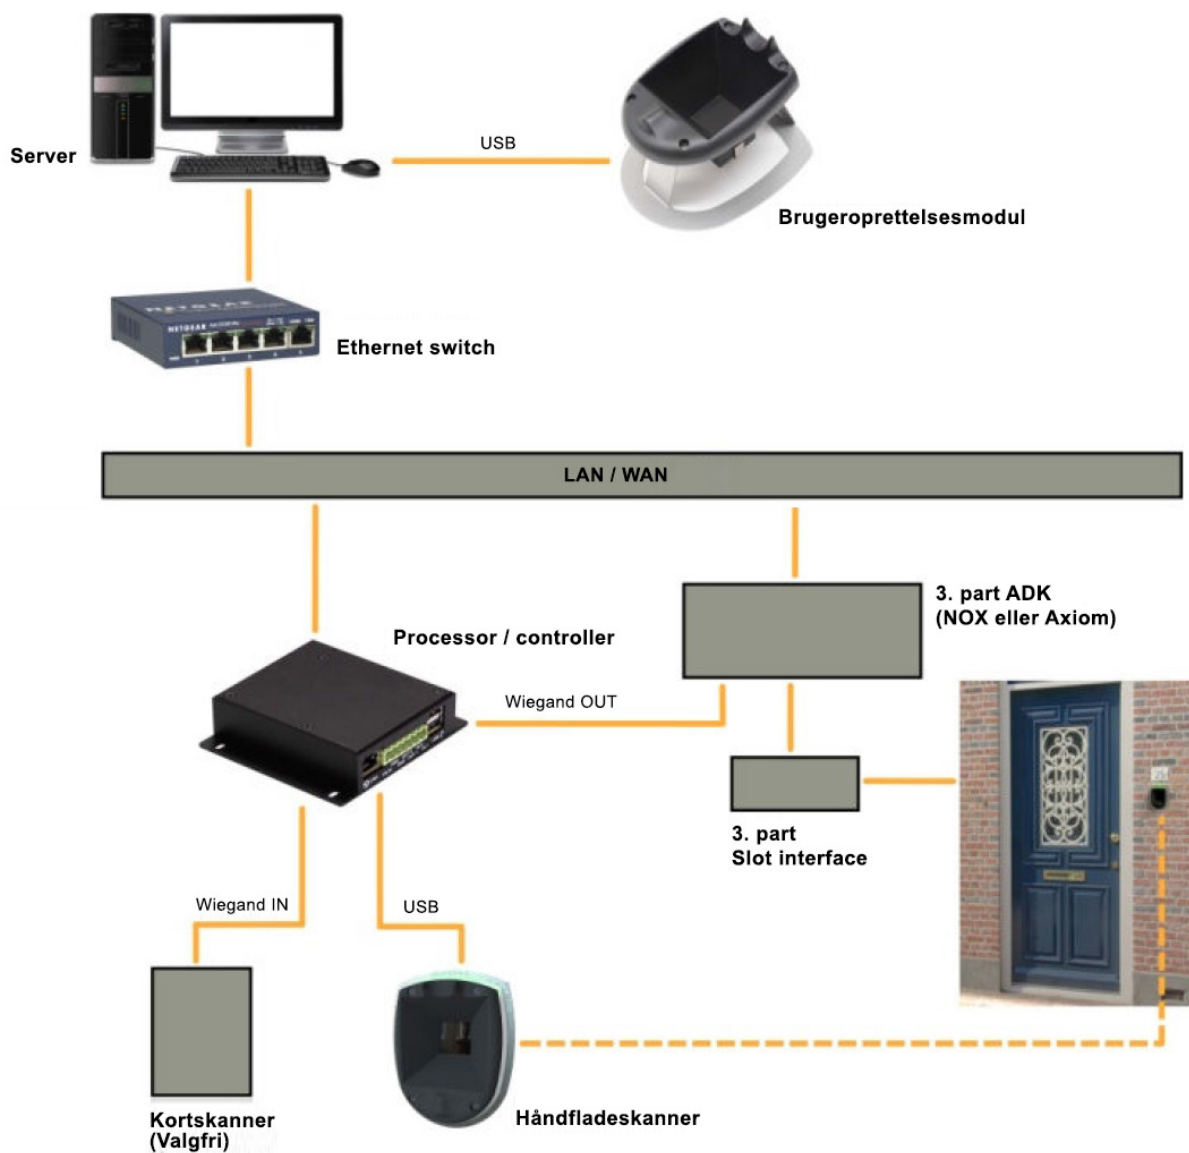 USB
Server
Brugeroprettelsesmodul
NETGEAR
Ethernet switch
LAN / WAN
3. part ADK
(NOX eller Axiom)
Processor / controller
Wiegand OUT
3. part
Slot interface
Wiegand IN
USB
Kortskanner
(Valgfri)
Håndfladeskanner